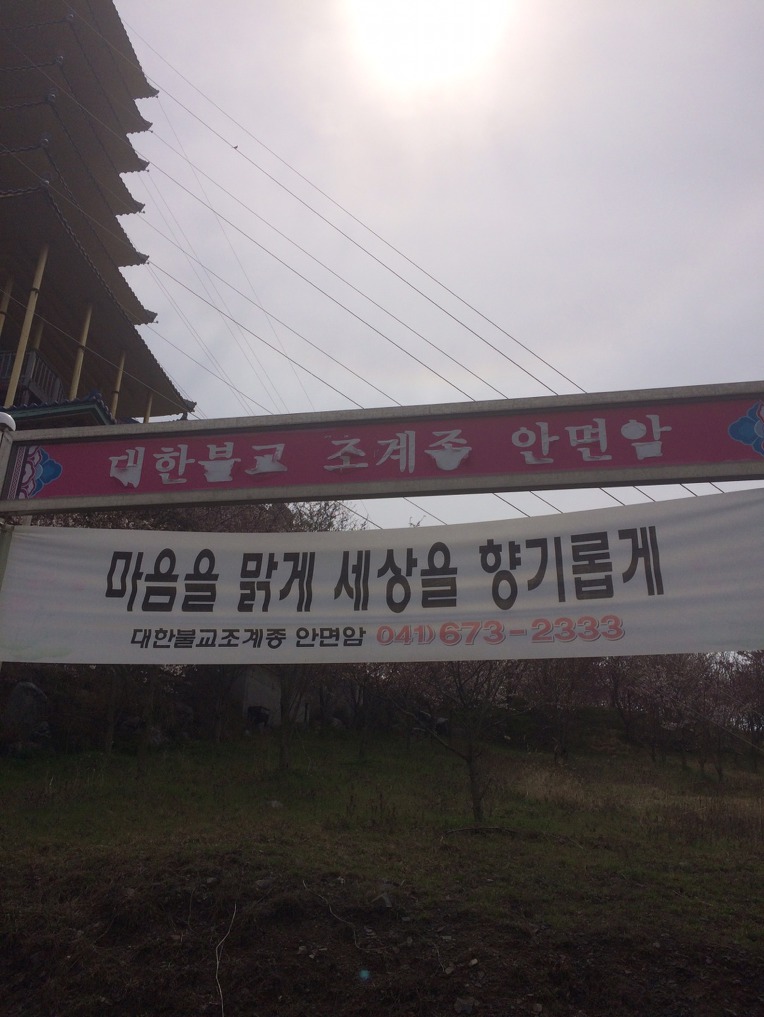 대한불교 조계종 안면암
마음을 맑게 세상을 향기롭게
대한불교조계종 안면암 041)673-2333